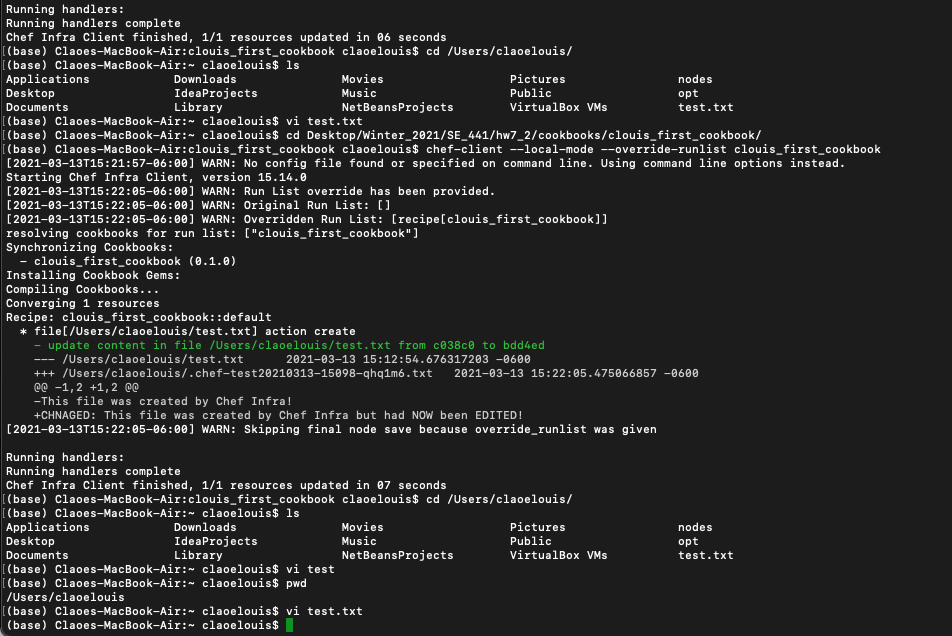 Running handlers:
Running handlers complete
Chef Infra Client finished, 1/1 resources updated in 06 seconds
[(base) Claoes-MacBook-Air:clouis_first_cookbook claoelouis$ cd /Users/claoelouis/
[(base) Claoes-MacBook-Air:~ claoelouis$ ls
Applications Downloads Movies Pictures nodes
Desktop IdeaProjects Music Public opt
Documents Library NetBeansProjects VirtualBox VMs test.txt
[(base) Claoes-MacBook-Air:~ claoelouis$ vi test.txt
[(base) Claoes-MacBook-Air:~ claoelouis$ cd Desktop/Winter_2021/SE_441/hw7_2/cookbooks/clouis_first_cookbook/
[(base) Claoes-MacBook-Air:clouis_first_cookbook claoelouis$ chef-client --local-mode --override-runlist clouis_first_cookbook
[2021-03-13T15:21:57-06:00] WARN: No config file found or specified on command line. Using command line options instead.
Starting Chef Infra Client, version 15.14.0
[2021-03-13T15:22:05-06:00] WARN: Run List override has been provided.
[2021-03-13T15:22:05-06:00] WARN: Original Run List: []
[2021-03-13T15:22:05-06:00] WARN: Overridden Run List: [recipe[clouis_first_cookbook]]
resolving cookbooks for run list: ["clouis_first_cookbook"]
Synchronizing Cookbooks:
- clouis_first_cookbook (0.1.0)
Installing Cookbook Gems:
Compiling Cookbooks...
Converging 1 resources
Recipe: clouis_first_cookbook::default
* file[/Users/claoelouis/test.txt] action create
- update content in file /Users/claoelouis/test.txt from c038c0 to bdd4ed
--- /Users/claoelouis/test.txt 2021-03-13 15:12:54.676317203 -0600
+++ /Users/claoelouis/.chef-test20210313-15098-qhq1m6.txt 2021-03-13 15:22:05.475066857 -0600
@@ -1,2 +1,2 @@
-This file was created by Chef Infra!
+CHNAGED: This file was created by Chef Infra but had NOW been EDITED!
[2021-03-13T15:22:05-06:00] WARN: Skipping final node save because override_runlist was given
Running handlers:
Running handlers complete
Chef Infra Client finished, 1/1 resources updated in 07 seconds
[(base) Claoes-MacBook-Air:clouis_first_cookbook claoelouis$ cd /Users/claoelouis/
[(base) Claoes-MacBook-Air:~ claoelouis$ ls
Applications Downloads Movies Pictures nodes
Desktop IdeaProjects Music Public opt
Documents Library NetBeansProjects VirtualBox VMs test.txt
[(base) Claoes-MacBook-Air:~ claoelouis$ vi test
[(base) Claoes-MacBook-Air:~ claoelouis$ pwd
/Users/claoelouis
[(base) Claoes-MacBook-Air:~ claoelouis$ vi test.txt
(base) Claoes-MacBook-Air:~ claoelouis$